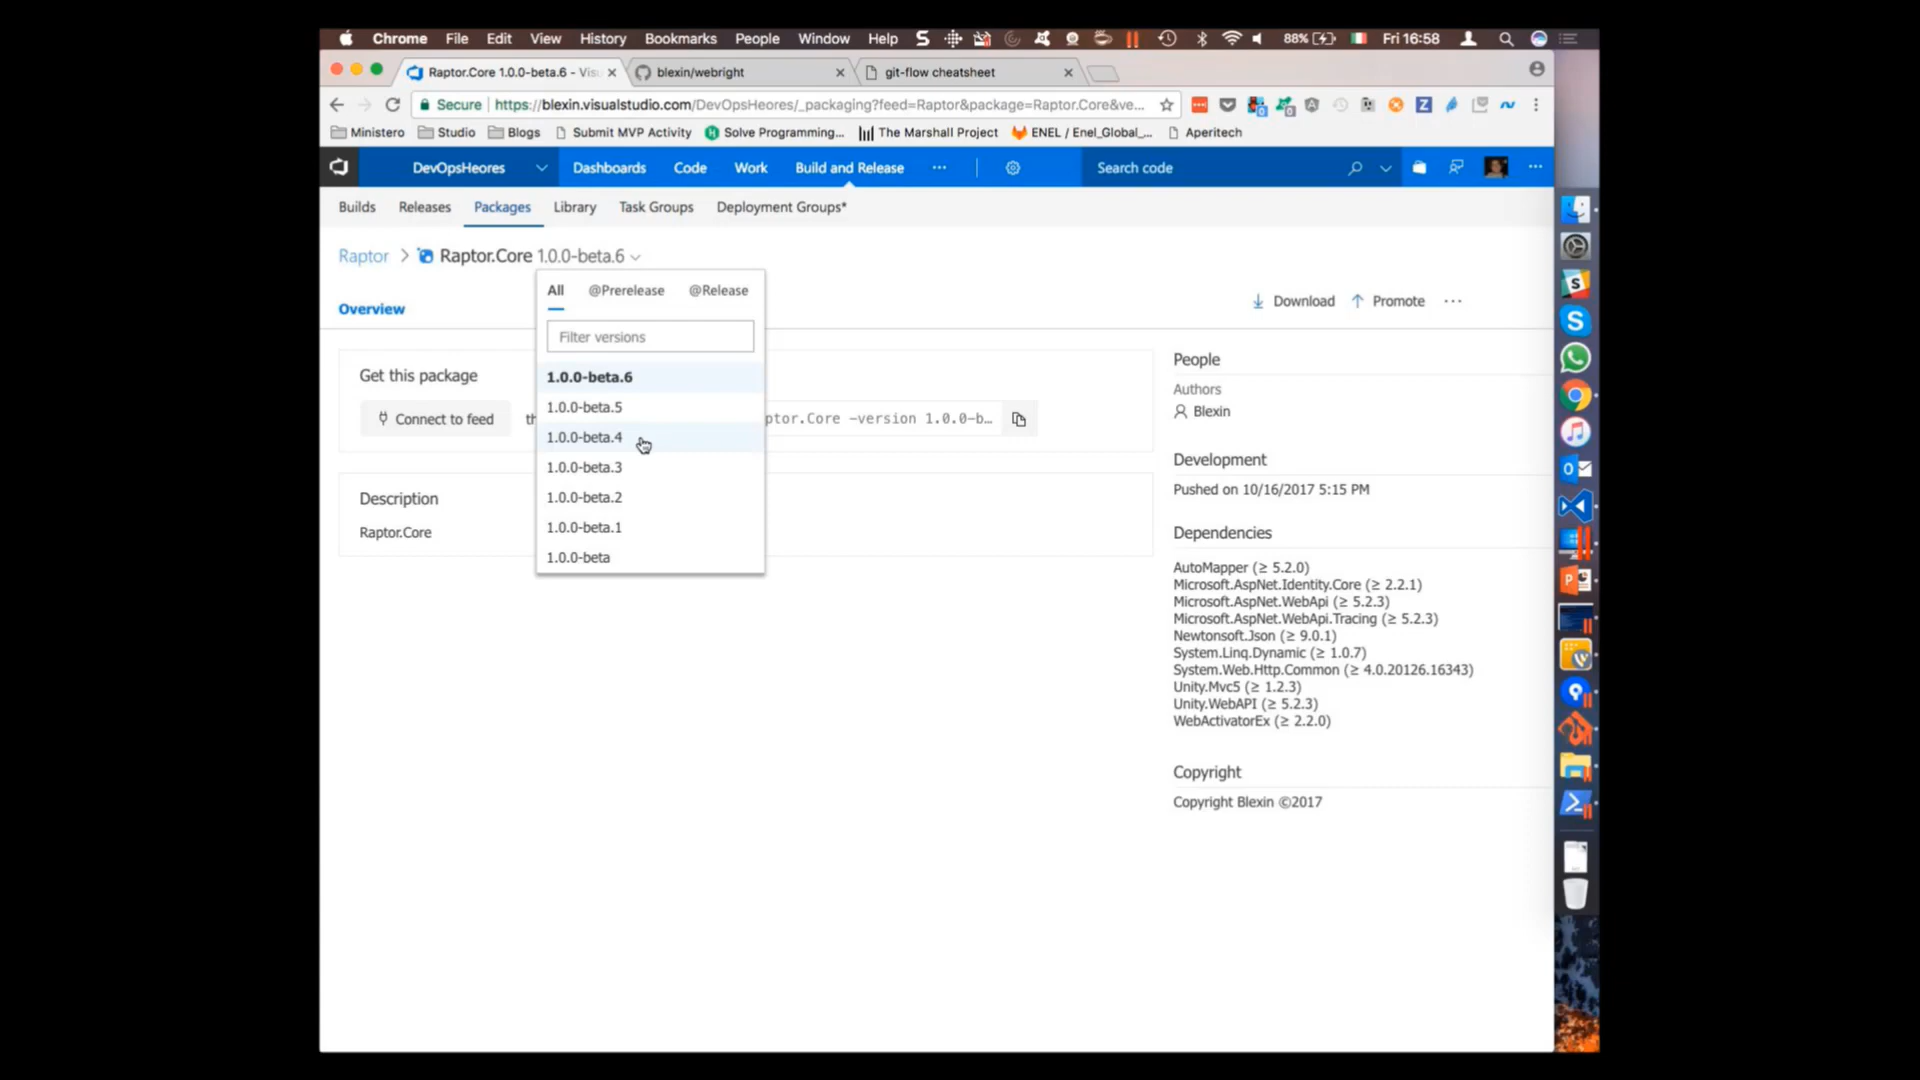 Chrome File Edit View History Bookmarks People Window Help 88% Fri 16:58
Raptor.Core 1.0.0-beta.6 - Vis
blexin/webright
git-flow cheatsheet
Secure | https://blexin.visualstudio.com/DevOpsHeores/_packaging?feed=Raptor&package=Raptor.Core&ve...
Ministero Studio Blogs Submit MVP Activity Solve Programming... The Marshall Project ENEL / Enel_Global_... Aperitech
DevOpsHeores Dashboards Code Work Build and Release ... Search code
Builds Releases Packages Library Task Groups Deployment Groups*
Raptor > Raptor.Core 1.0.0-beta.6
All @Prerelease @Release
Filter versions
1.0.0-beta.6
1.0.0-beta.5
1.0.0-beta.4
1.0.0-beta.3
1.0.0-beta.2
1.0.0-beta.1
1.0.0-beta
Overview
Download Promote ...
Get this package
Connect to feed th ptor.Core -version 1.0.0-b...
Description
Raptor.Core
People
Authors
Blexin
Development
Pushed on 10/16/2017 5:15 PM
Dependencies
AutoMapper (≥ 5.2.0)
Microsoft.AspNet.Identity.Core (≥ 2.2.1)
Microsoft.AspNet.WebApi (≥ 5.2.3)
Microsoft.AspNet.WebApi.Tracing (≥ 5.2.3)
Newtonsoft.Json (≥ 9.0.1)
System.Linq.Dynamic (≥ 1.0.7)
System.Web.Http.Common (≥ 4.0.20126.16343)
Unity.Mvc5 (≥ 1.2.3)
Unity.WebAPI (≥ 5.2.3)
WebActivatorEx (≥ 2.2.0)
Copyright
Copyright Blexin ©2017